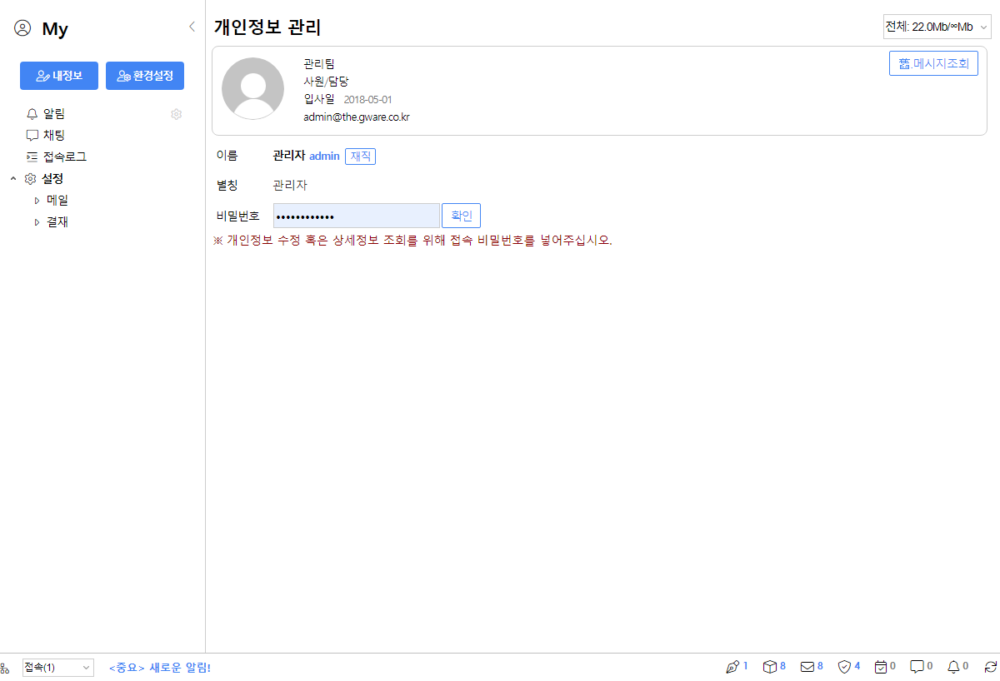 My
내정보 환경설정
알림
채팅
접속로그
설정
메일
결재
개인정보 관리
전체: 22.0Mb/∞Mb
관리팀
사원/담당
입사일 2018-05-01
admin@the.gware.co.kr
舊.메시지조회
이름 관리자 admin 재직
별칭 관리자
비밀번호 •••••••••••• 확인
※ 개인정보 수정 혹은 상세정보 조회를 위해 접속 비밀번호를 넣어주십시오.
접속(1) <중요> 새로운 알림! 1 8 8 4 0 0 0